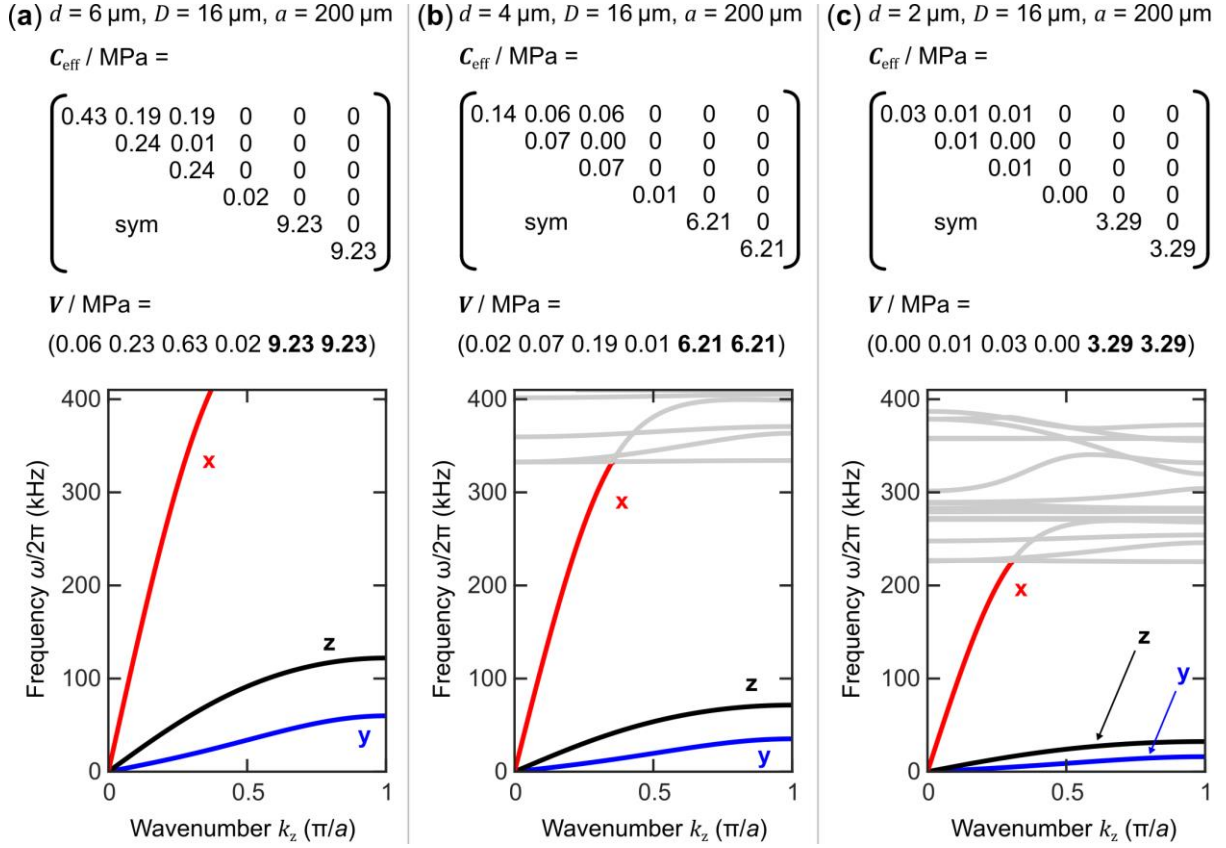 (a) d = 6 μm, D = 16 μm, a = 200 μm
C_eff / MPa =
0.43 0.19 0.19 0 0 0
0.24 0.01 0 0 0
0.24 0 0 0
0.02 0 0
sym 9.23 0
9.23
V / MPa =
(0.06 0.23 0.63 0.02 9.23 9.23)
400
300
200
100
0
Frequency ω/2π (kHz)
x
z
y
0 0.5 1
Wavenumber k_z (π/a)
(b) d = 4 μm, D = 16 μm, a = 200 μm
C_eff / MPa =
0.14 0.06 0.06 0 0 0
0.07 0.00 0 0 0
0.07 0 0 0
0.01 0 0
sym 6.21 0
6.21
V / MPa =
(0.02 0.07 0.19 0.01 6.21 6.21)
400
300
200
100
0
Frequency ω/2π (kHz)
x
z
y
0 0.5 1
Wavenumber k_z (π/a)
(c) d = 2 μm, D = 16 μm, a = 200 μm
C_eff / MPa =
0.03 0.01 0.01 0 0 0
0.01 0.00 0 0 0
0.01 0 0 0
0.00 0 0
sym 3.29 0
3.29
V / MPa =
(0.00 0.01 0.03 0.00 3.29 3.29)
400
300
200
100
0
Frequency ω/2π (kHz)
x
z
y
0 0.5 1
Wavenumber k_z (π/a)